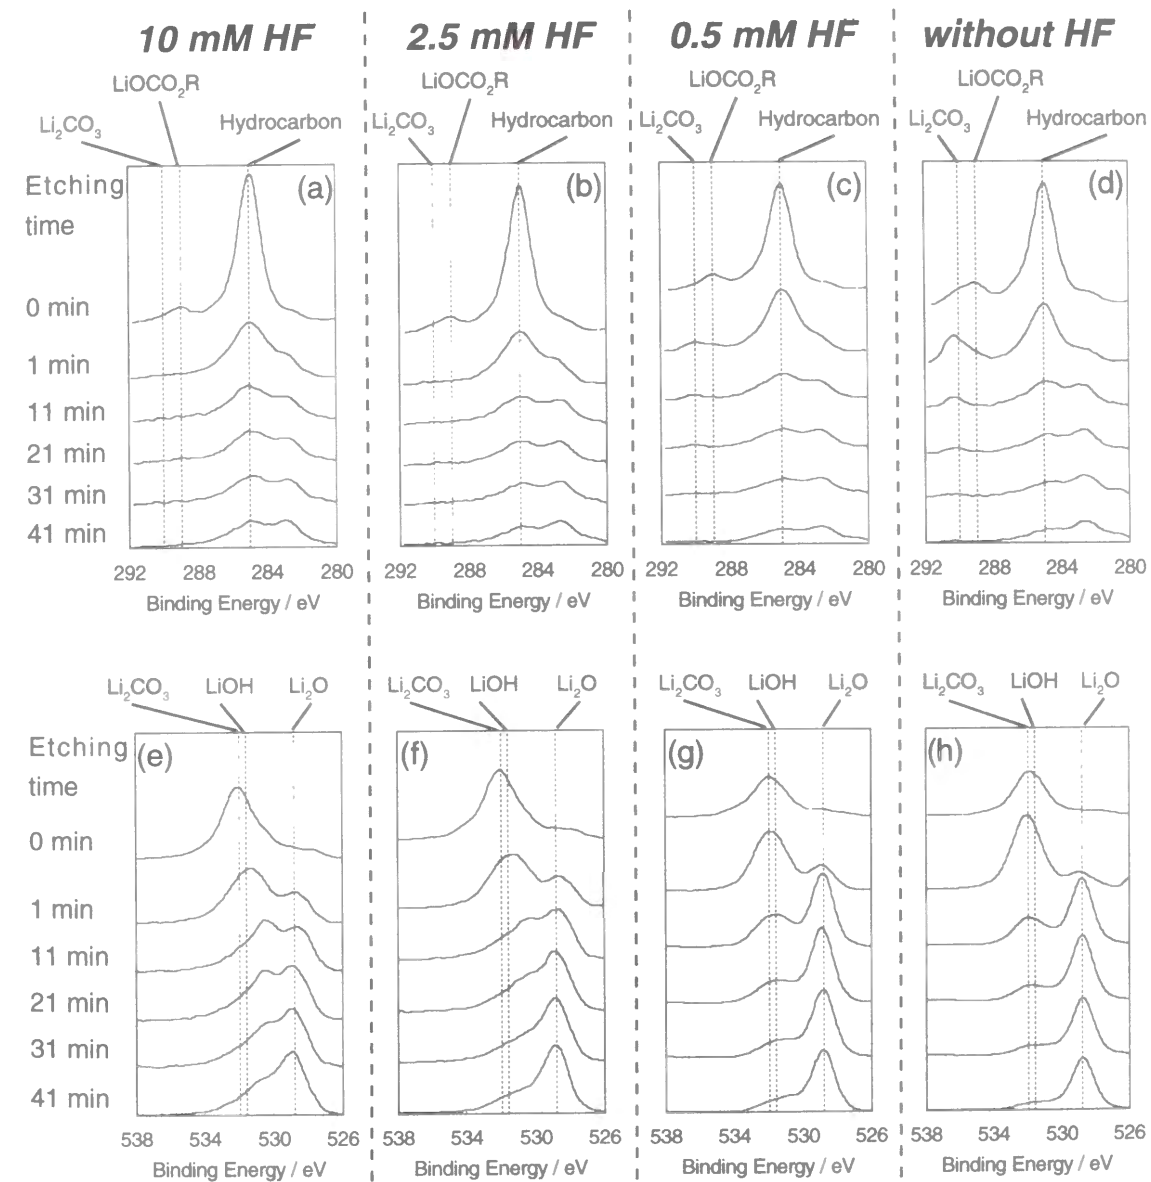 10 mM HF 2.5 mM HF 0.5 mM HF without HF
LiOCO2R LiOCO2R LiOCO2R LiOCO2R
Li2CO3 Hydrocarbon Li2CO3 Hydrocarbon Li2CO3 Hydrocarbon Li2CO3 Hydrocarbon
Etching (a) (b) (c) (d)
time
0 min
1 min
11 min
21 min
31 min
41 min
292 288 284 280 292 288 284 280 292 288 284 280 292 288 284 280
Binding Energy / eV Binding Energy / eV Binding Energy / eV Binding Energy / eV
Li2CO3 LiOH Li2O Li2CO3 LiOH Li2O Li2CO3 LiOH Li2O Li2CO3 LiOH Li2O
Etching (e) (f) (g) (h)
time
0 min
1 min
11 min
21 min
31 min
41 min
538 534 530 526 538 534 530 526 538 534 530 526 538 534 530 526
Binding Energy / eV Binding Energy / eV Binding Energy / eV Binding Energy / eV